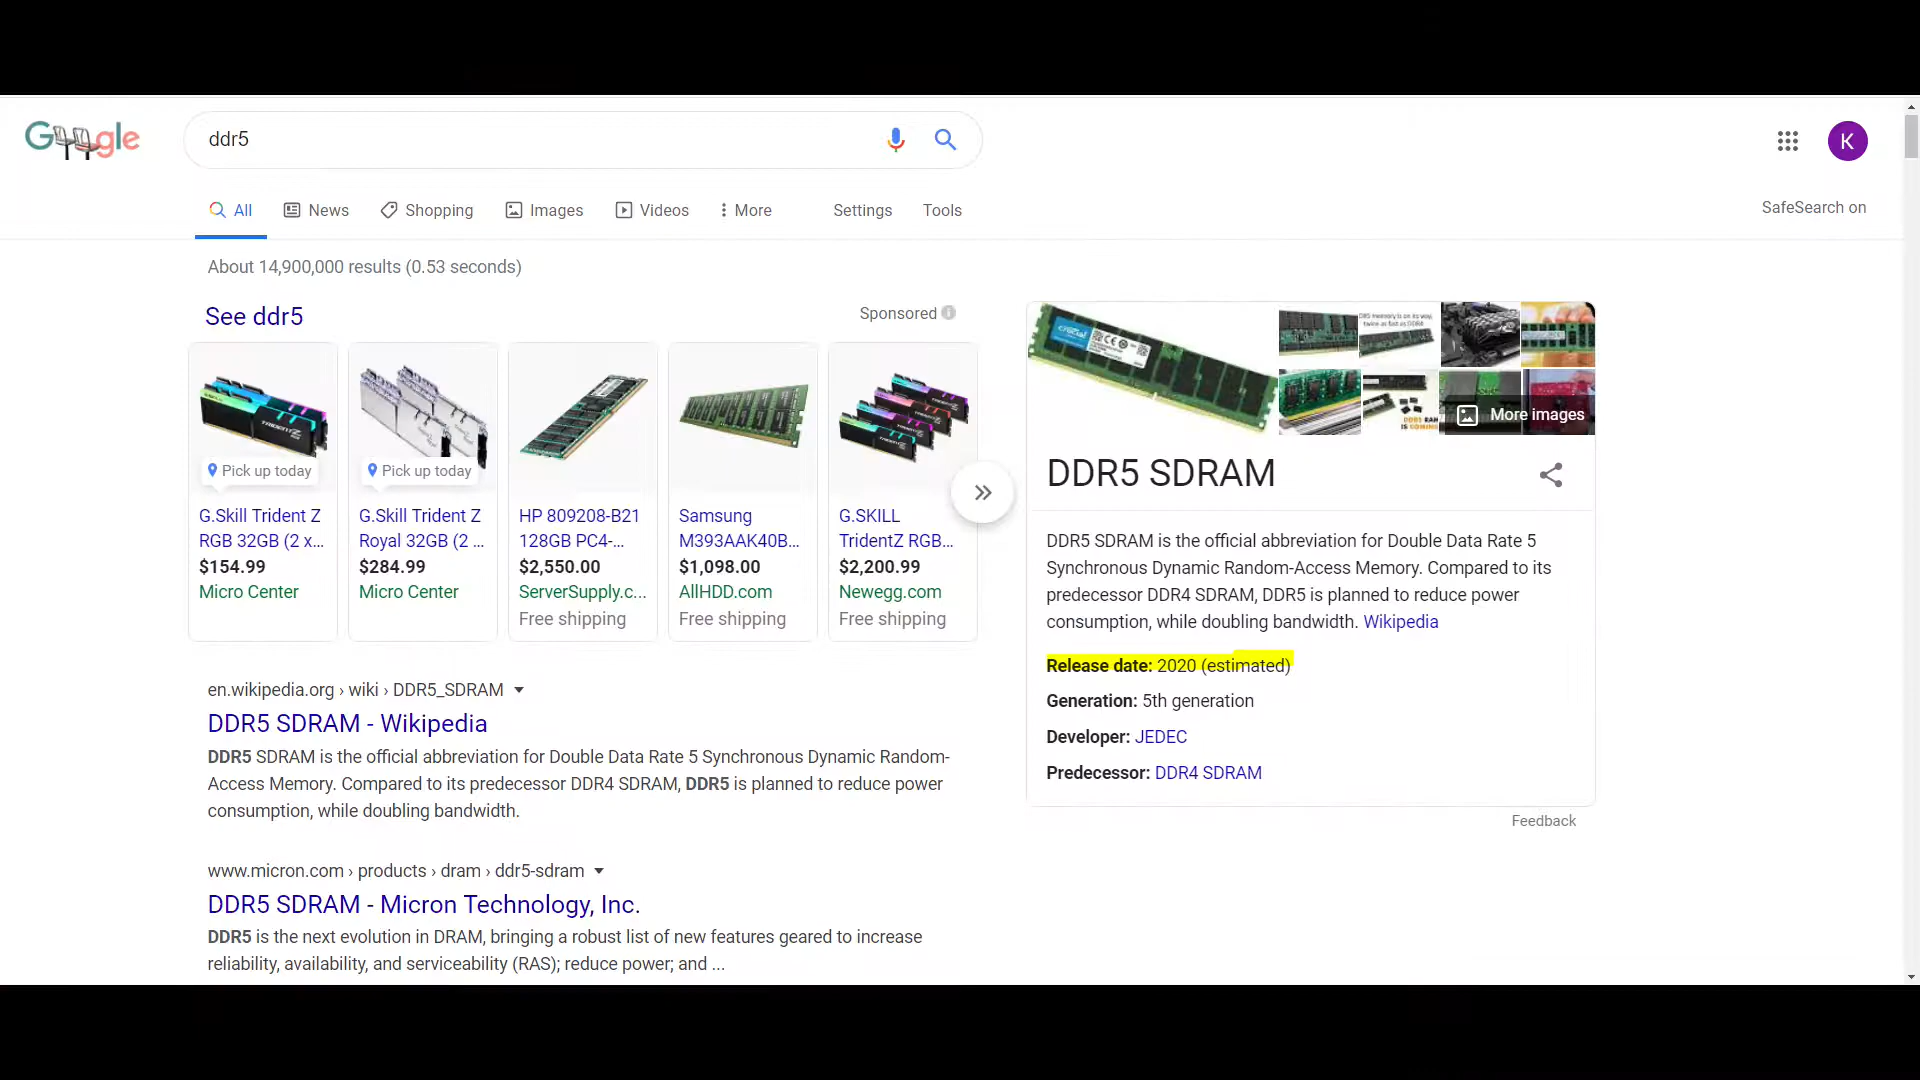 Google
ddr5
K
All
News
Shopping
Images
Videos
More
Settings
Tools
SafeSearch on
About 14,900,000 results (0.53 seconds)
See ddr5
Sponsored
Pick up today
G.Skill Trident Z
RGB 32GB (2 x...
$154.99
Micro Center
Pick up today
G.Skill Trident Z
Royal 32GB (2 ...
$284.99
Micro Center
HP 809208-B21
128GB PC4-...
$2,550.00
ServerSupply.c...
Free shipping
Samsung
M393AAK40B...
$1,098.00
AllHDD.com
Free shipping
G.SKILL
TridentZ RGB...
$2,200.99
Newegg.com
Free shipping
en.wikipedia.org › wiki › DDR5_SDRAM
DDR5 SDRAM - Wikipedia
DDR5 SDRAM is the official abbreviation for Double Data Rate 5 Synchronous Dynamic Random-
Access Memory. Compared to its predecessor DDR4 SDRAM, DDR5 is planned to reduce power
consumption, while doubling bandwidth.
www.micron.com › products › dram › ddr5-sdram
DDR5 SDRAM - Micron Technology, Inc.
DDR5 is the next evolution in DRAM, bringing a robust list of new features geared to increase
reliability, availability, and serviceability (RAS); reduce power; and ...
crucial
More images
DDR5 SDRAM
DDR5 SDRAM is the official abbreviation for Double Data Rate 5
Synchronous Dynamic Random-Access Memory. Compared to its
predecessor DDR4 SDRAM, DDR5 is planned to reduce power
consumption, while doubling bandwidth. Wikipedia
Release date: 2020 (estimated)
Generation: 5th generation
Developer: JEDEC
Predecessor: DDR4 SDRAM
Feedback